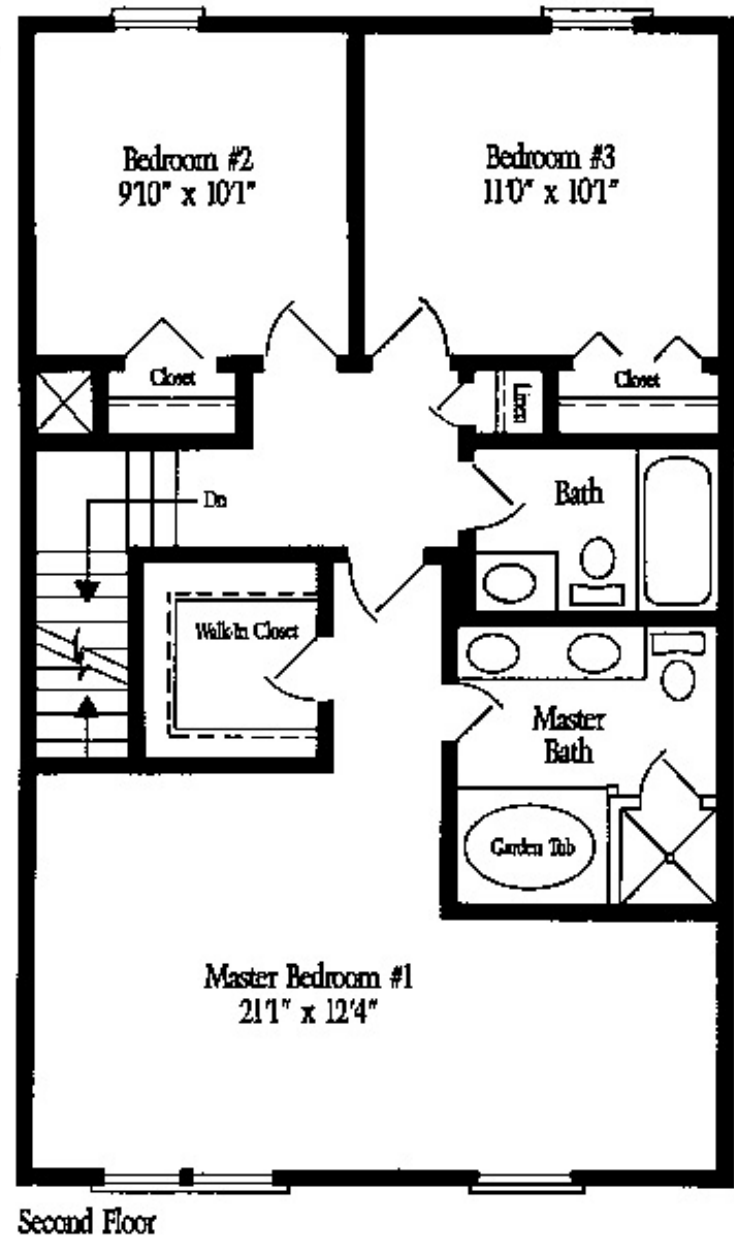 Bedroom #2
9'10" x 10'1"
Bedroom #3
11'0" x 10'1"
Closet
Linen
Closet
Dn
Bath
Walk-In Closet
Master
Bath
Garden Tub
Master Bedroom #1
21'1" x 12'4"
Second Floor